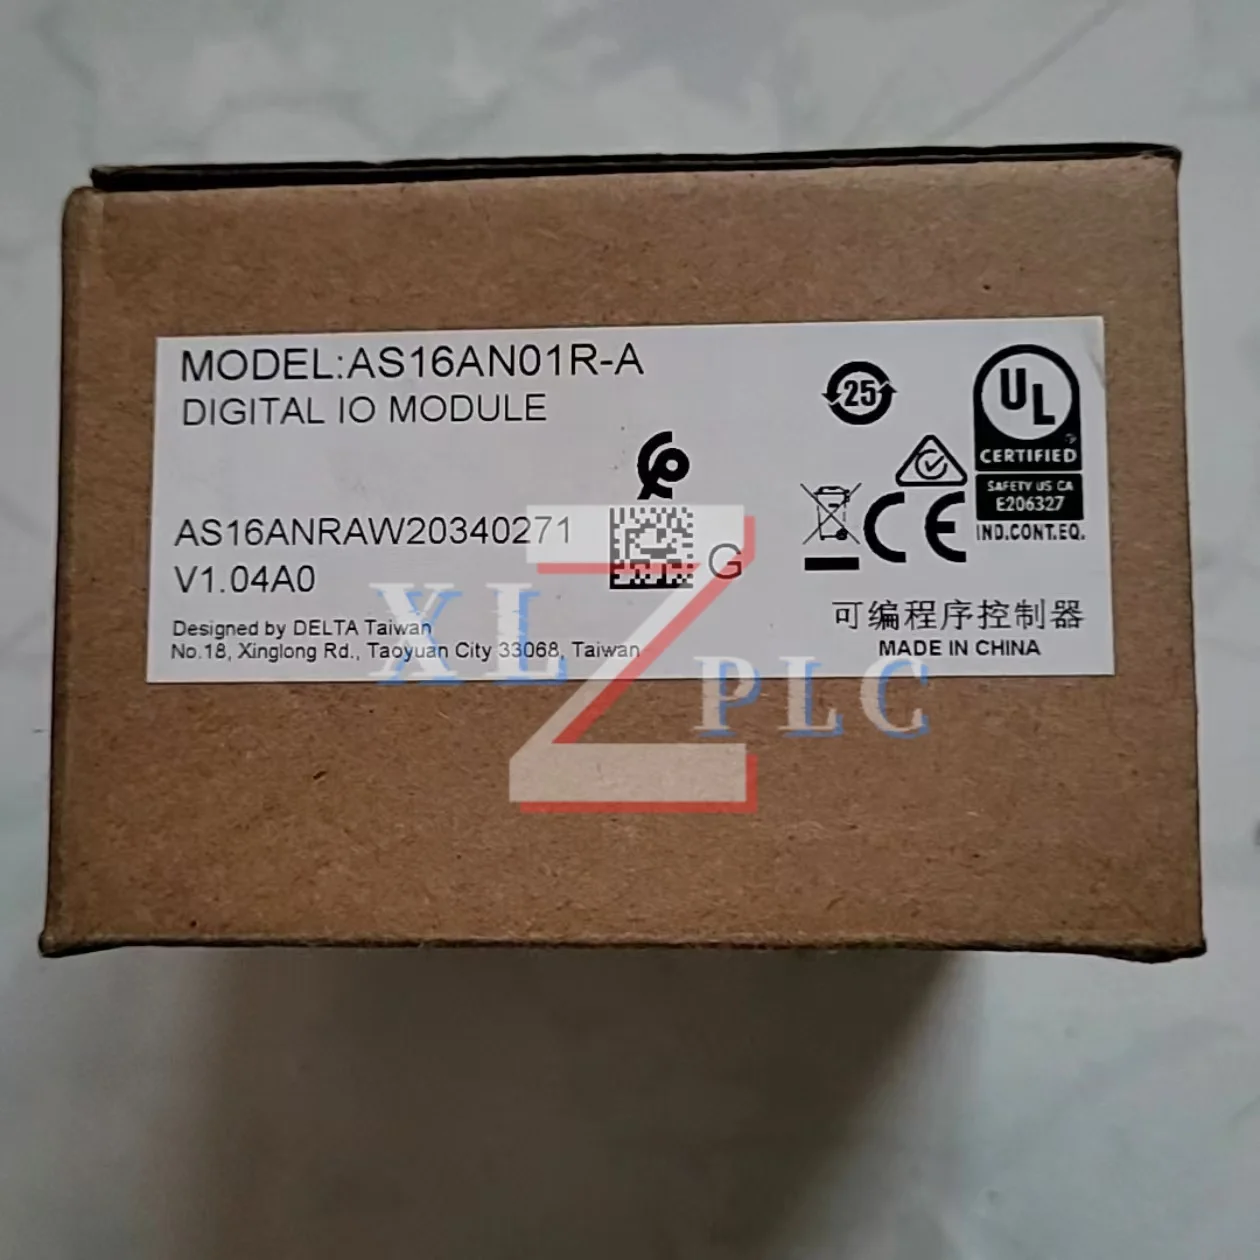 MODEL:AS16AN01R-A
DIGITAL IO MODULE
25
UL
CERTIFIED
SAFETY US CA
E206327
IND.CONT.EQ.
CE
AS16ANRAW20340271
G
V1.04A0
可编程序控制器
MADE IN CHINA
Designed by DELTA Taiwan
No.18, Xinglong Rd., Taoyuan City 33068, Taiwan
XLZ PLC